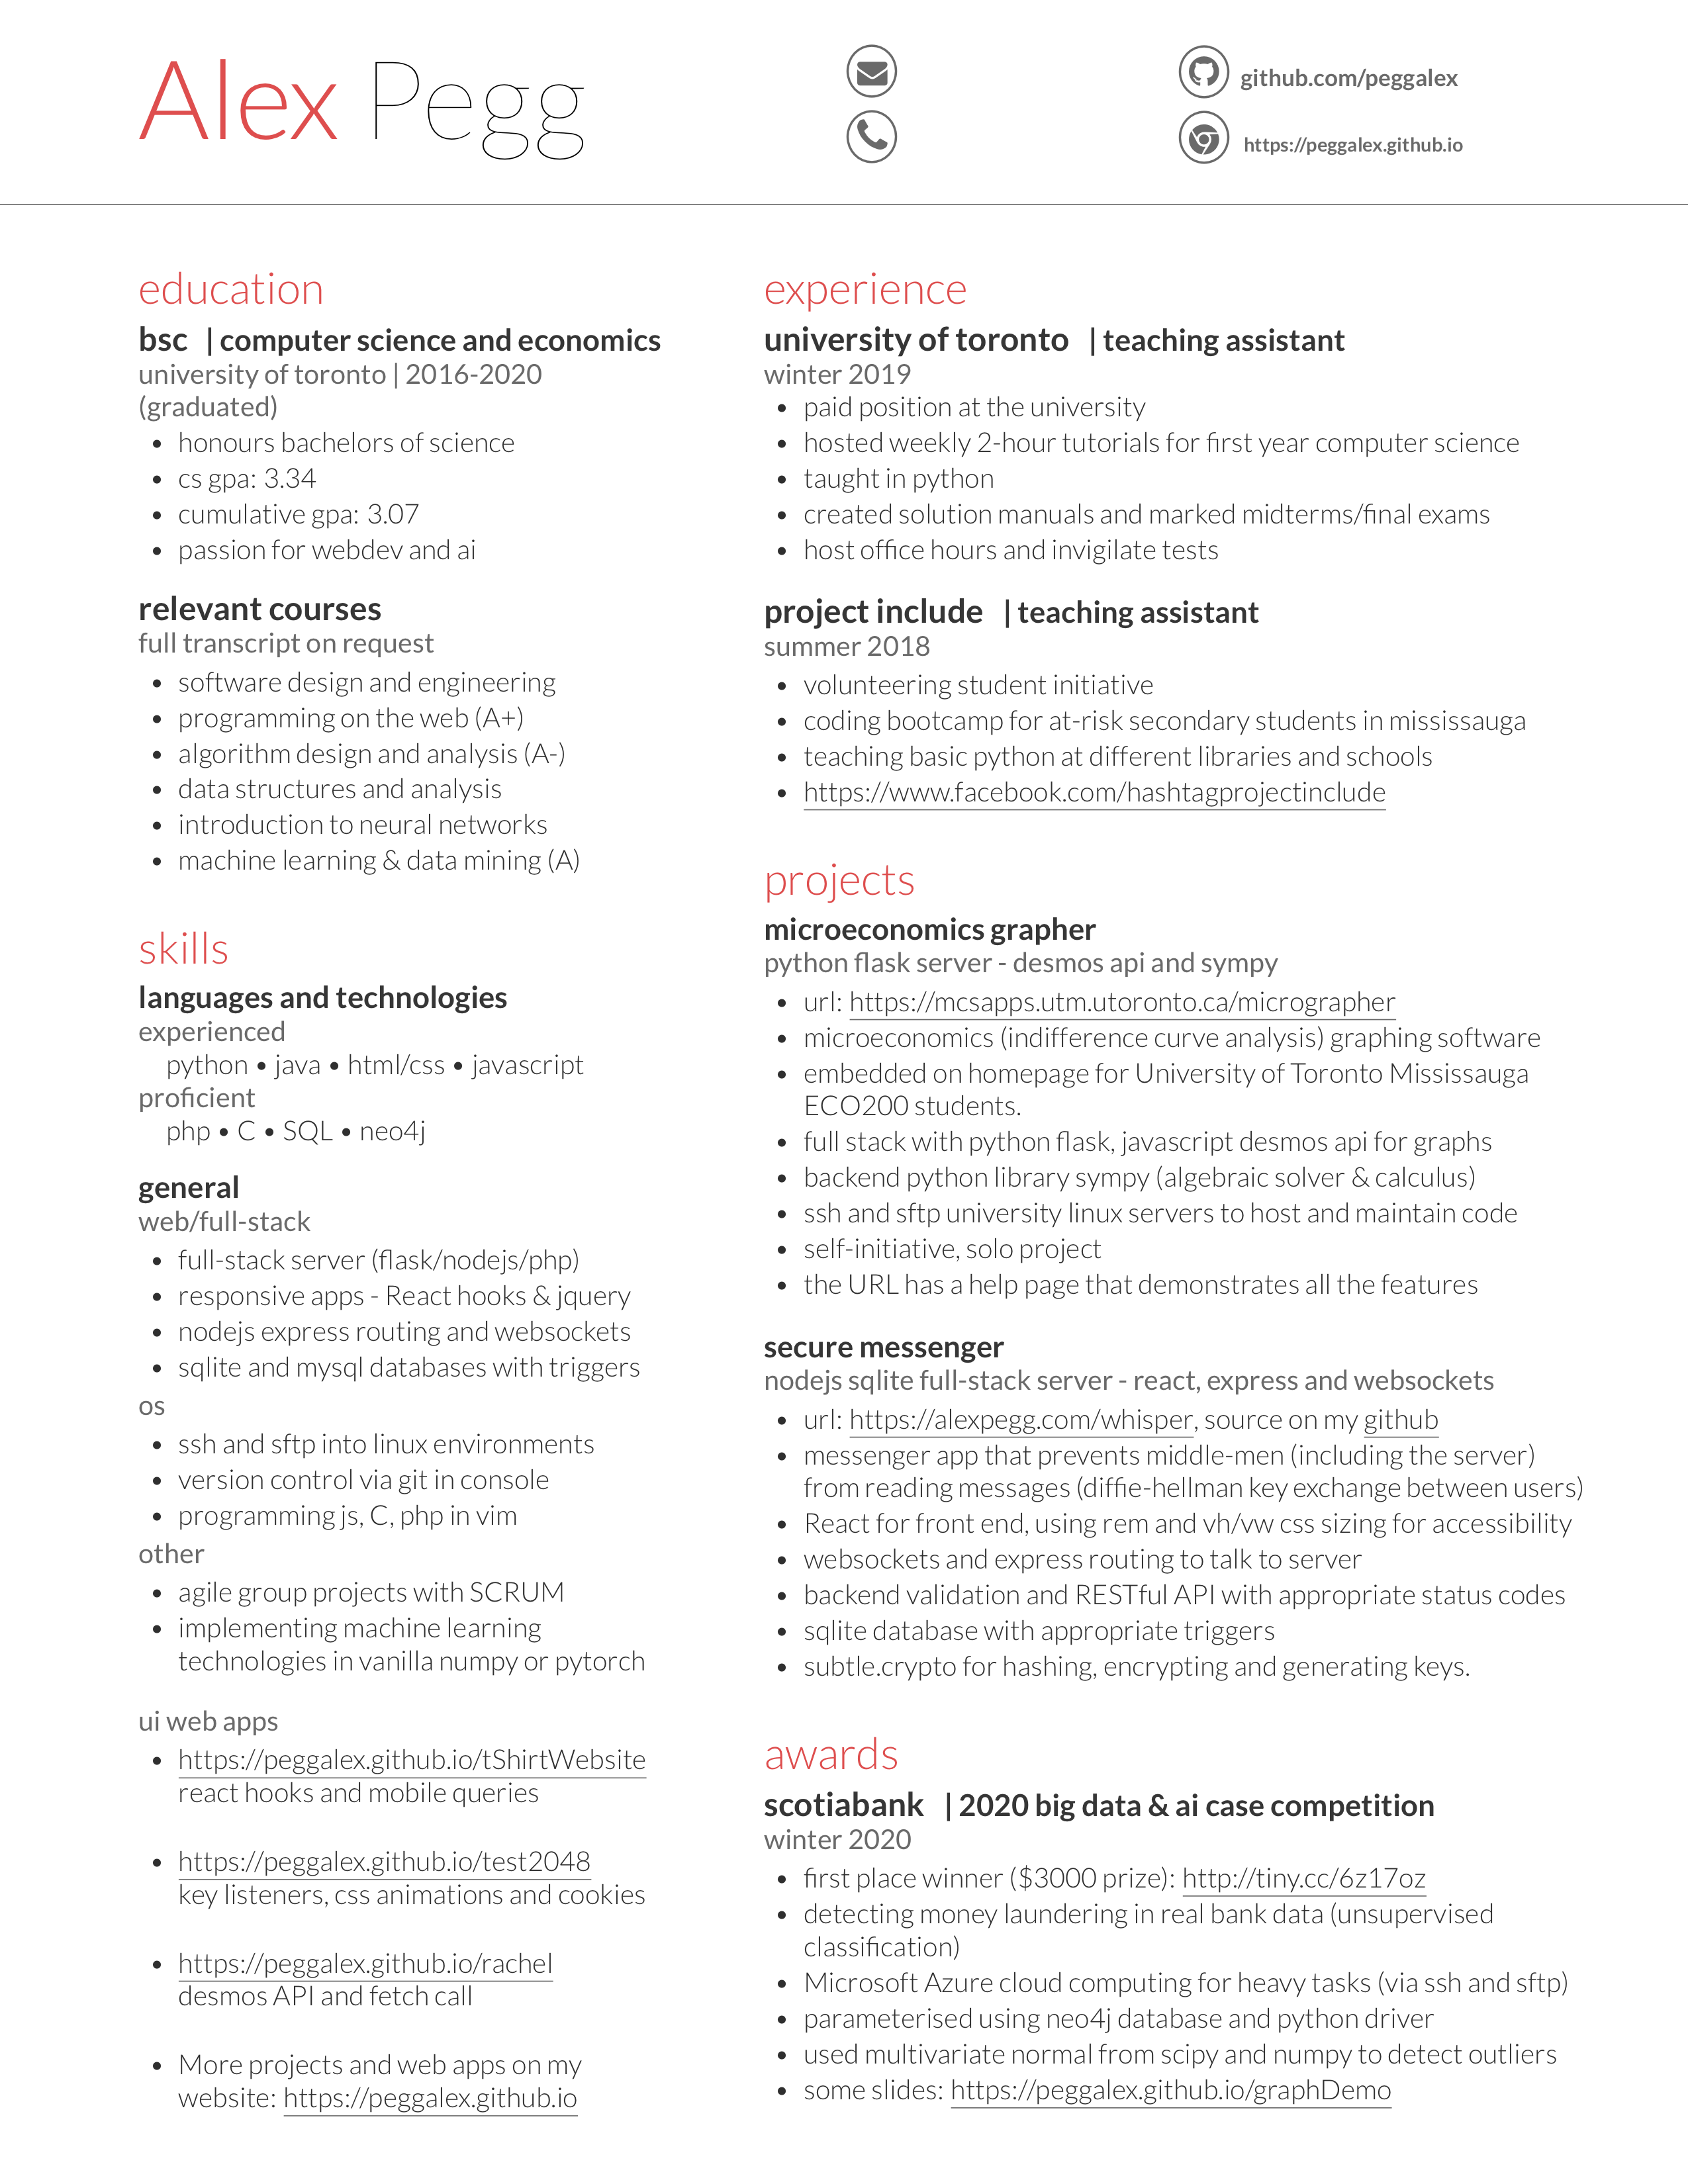 Alex Pegg
github.com/peggalex
https://peggalex.github.io
education
bsc | computer science and economics
university of toronto | 2016-2020
(graduated)
• honours bachelors of science
• cs gpa: 3.34
• cumulative gpa: 3.07
• passion for webdev and ai
relevant courses
full transcript on request
• software design and engineering
• programming on the web (A+)
• algorithm design and analysis (A-)
• data structures and analysis
• introduction to neural networks
• machine learning & data mining (A)
skills
languages and technologies
experienced
python • java • html/css • javascript
proficient
php • C • SQL • neo4j
general
web/full-stack
• full-stack server (flask/nodejs/php)
• responsive apps - React hooks & jquery
• nodejs express routing and websockets
• sqlite and mysql databases with triggers
os
• ssh and sftp into linux environments
• version control via git in console
• programming js, C, php in vim
other
• agile group projects with SCRUM
• implementing machine learning
technologies in vanilla numpy or pytorch
ui web apps
• https://peggalex.github.io/tShirtWebsite
react hooks and mobile queries
• https://peggalex.github.io/test2048
key listeners, css animations and cookies
• https://peggalex.github.io/rachel
desmos API and fetch call
• More projects and web apps on my
website: https://peggalex.github.io
experience
university of toronto | teaching assistant
winter 2019
• paid position at the university
• hosted weekly 2-hour tutorials for first year computer science
• taught in python
• created solution manuals and marked midterms/final exams
• host office hours and invigilate tests
project include | teaching assistant
summer 2018
• volunteering student initiative
• coding bootcamp for at-risk secondary students in mississauga
• teaching basic python at different libraries and schools
• https://www.facebook.com/hashtagprojectinclude
projects
microeconomics grapher
python flask server - desmos api and sympy
• url: https://mcsapps.utm.utoronto.ca/micrographer
• microeconomics (indifference curve analysis) graphing software
• embedded on homepage for University of Toronto Mississauga
ECO200 students.
• full stack with python flask, javascript desmos api for graphs
• backend python library sympy (algebraic solver & calculus)
• ssh and sftp university linux servers to host and maintain code
• self-initiative, solo project
• the URL has a help page that demonstrates all the features
secure messenger
nodejs sqlite full-stack server - react, express and websockets
• url: https://alexpegg.com/whisper, source on my github
• messenger app that prevents middle-men (including the server)
from reading messages (diffie-hellman key exchange between users)
• React for front end, using rem and vh/vw css sizing for accessibility
• websockets and express routing to talk to server
• backend validation and RESTful API with appropriate status codes
• sqlite database with appropriate triggers
• subtle.crypto for hashing, encrypting and generating keys.
awards
scotiabank | 2020 big data & ai case competition
winter 2020
• first place winner ($3000 prize): http://tiny.cc/6z17oz
• detecting money laundering in real bank data (unsupervised
classification)
• Microsoft Azure cloud computing for heavy tasks (via ssh and sftp)
• parameterised using neo4j database and python driver
• used multivariate normal from scipy and numpy to detect outliers
• some slides: https://peggalex.github.io/graphDemo